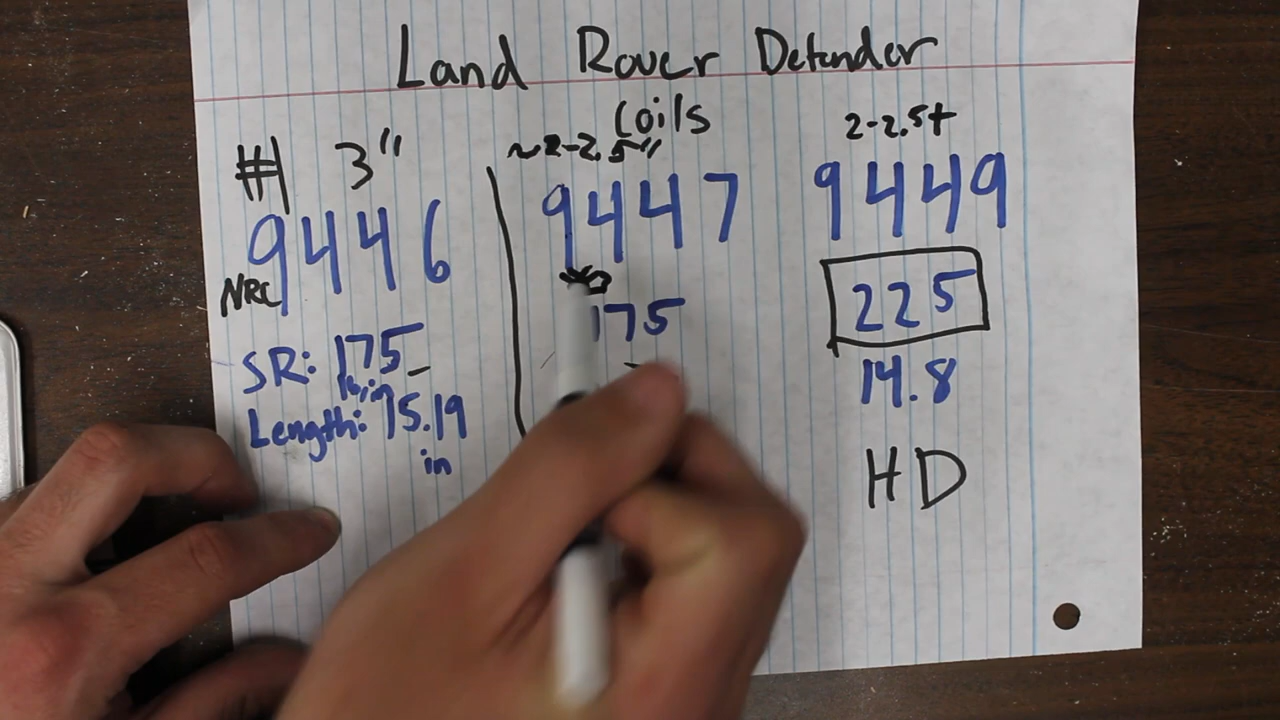 Land Rover Defender
Coils
#1 3"
9446
NRC
SR: 175
lb/in
Length: 15.19
in
~2-2.5"
9447
175
2-2.5+
9449
225
14.8
HD